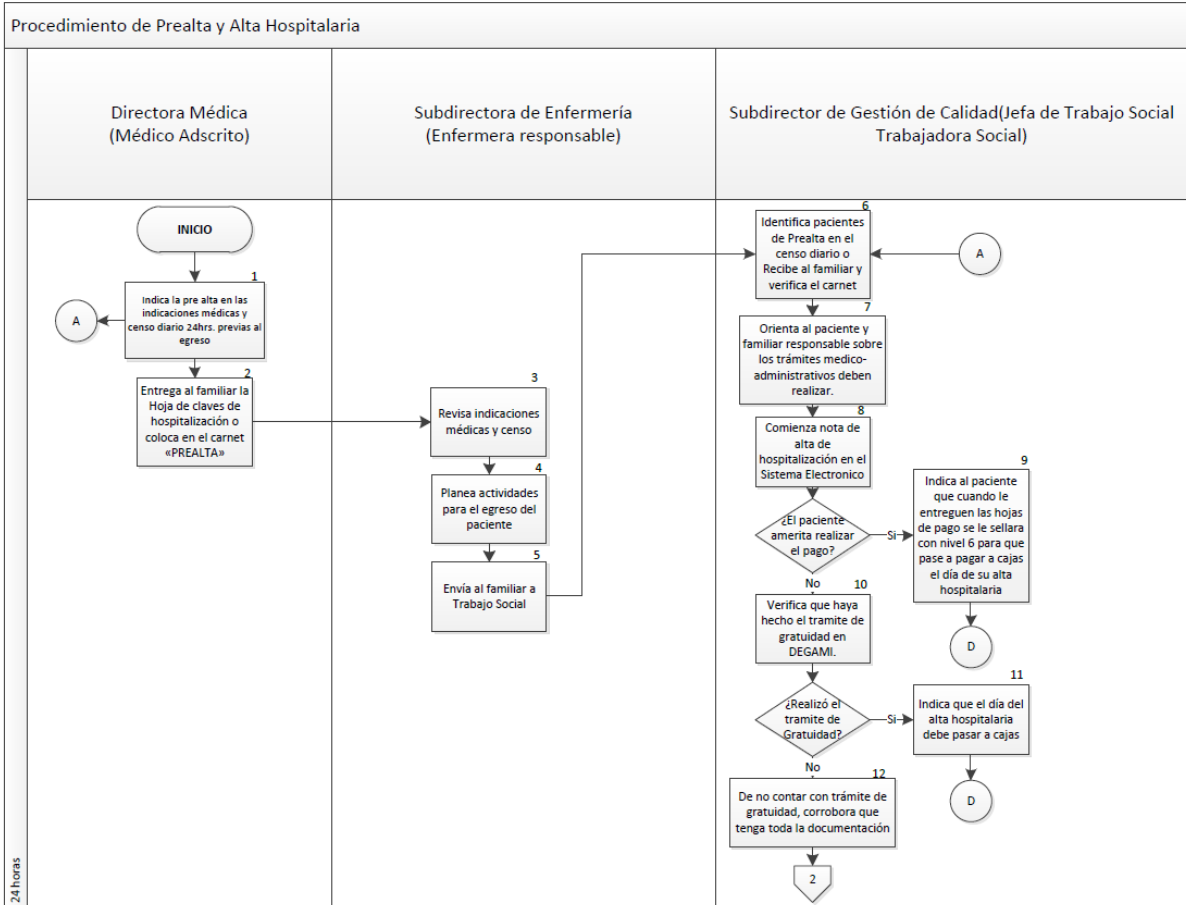 Procedimiento de Prealta y Alta Hospitalaria
Directora Médica
(Médico Adscrito)
Subdirectora de Enfermería
(Enfermera responsable)
Subdirector de Gestión de Calidad(Jefa de Trabajo Social
Trabajadora Social)
24 horas
INICIO
1
Indica la pre alta en las
indicaciones médicas y
censo diario 24hrs. previas al
egreso
A
2
Entrega al familiar la
Hoja de claves de
hospitalización o
coloca en el carnet
«PREALTA»
3
Revisa indicaciones
médicas y censo
4
Planea actividades
para el egreso del
paciente
5
Envía al familiar a
Trabajo Social
6
Identifica pacientes
de Prealta en el
censo diario o
Recibe al familiar y
verifica el carnet
A
7
Orienta al paciente y
familiar responsable sobre
los trámites medico-
administrativos deben
realizar.
8
Comienza nota de
alta de
hospitalización en el
Sistema Electronico
¿El paciente
amerita realizar
el pago?
Si
9
Indica al paciente
que cuando le
entreguen las hojas
de pago se le sellara
con nivel 6 para que
pase a pagar a cajas
el día de su alta
hospitalaria
D
No
10
Verifica que haya
hecho el tramite de
gratuidad en
DEGAMI.
¿Realizó el
tramite de
Gratuidad?
Si
11
Indica que el día del
alta hospitalaria
debe pasar a cajas
D
No
12
De no contar con trámite de
gratuidad, corrobora que
tenga toda la documentación
2